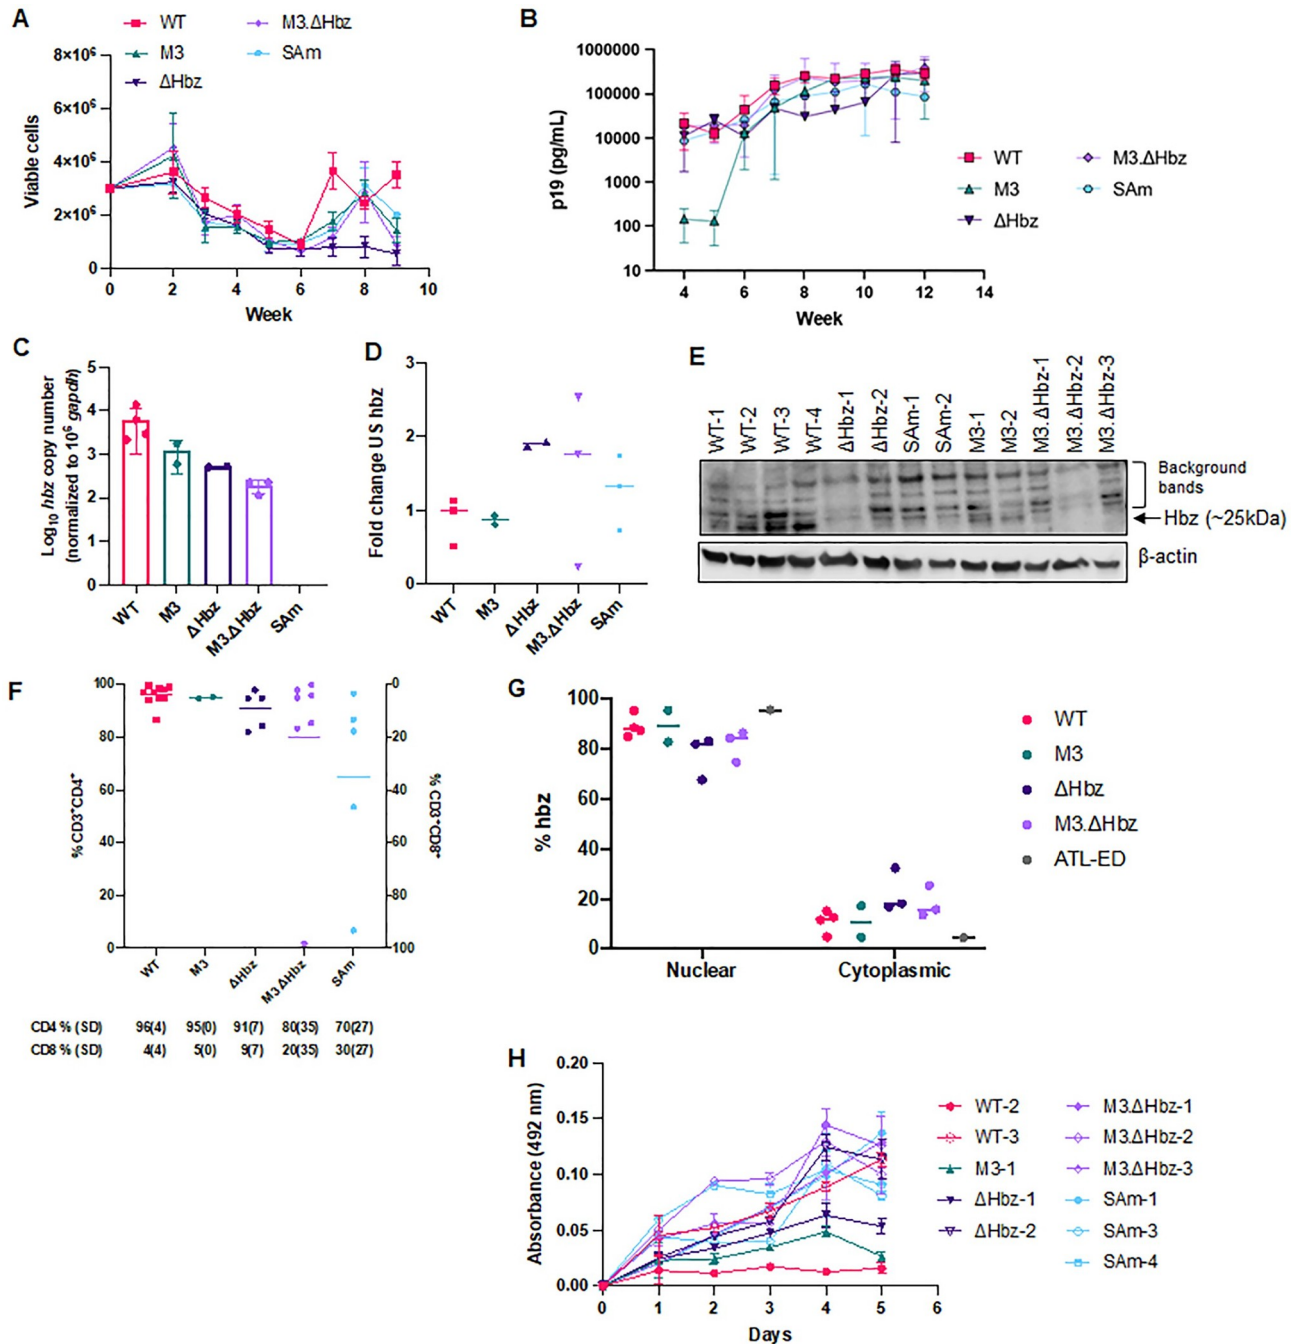 A
WT
M3
ΔHbz
M3.ΔHbz
SAm
8×10⁶
6×10⁶
4×10⁶
2×10⁶
0
Viable cells
0 2 4 6 8 10
Week
B
1000000
100000
10000
1000
100
10
p19 (pg/mL)
4 6 8 10 12 14
Week
WT
M3
ΔHbz
M3.ΔHbz
SAm
C
Log₁₀ hbz copy number
(normalized to 10⁶ gapdh)
5
4
3
2
1
0
WT M3 ΔHbz M3.ΔHbz SAm
D
Fold change US hbz
3
2
1
0
WT M3 ΔHbz M3.ΔHbz SAm
E
WT-1 WT-2 WT-3 WT-4 ΔHbz-1 ΔHbz-2 SAm-1 SAm-2 M3-1 M3-2 M3.ΔHbz-1 M3.ΔHbz-2 M3.ΔHbz-3
Background
bands
Hbz (~25kDa)
β-actin
F
% CD3⁺CD4⁺
100
80
60
40
20
0
0
20
40
60
80
100
% CD3⁺CD8⁺
WT M3 ΔHbz M3.ΔHbz SAm
CD4 % (SD) 96(4) 95(0) 91(7) 80(35) 70(27)
CD8 % (SD) 4(4) 5(0) 9(7) 20(35) 30(27)
G
% hbz
100
80
60
40
20
0
Nuclear Cytoplasmic
WT
M3
ΔHbz
M3.ΔHbz
ATL-ED
H
Absorbance (492 nm)
0.20
0.15
0.10
0.05
0.00
0 1 2 3 4 5 6
Days
WT-2
WT-3
M3-1
ΔHbz-1
ΔHbz-2
M3.ΔHbz-1
M3.ΔHbz-2
M3.ΔHbz-3
SAm-1
SAm-3
SAm-4